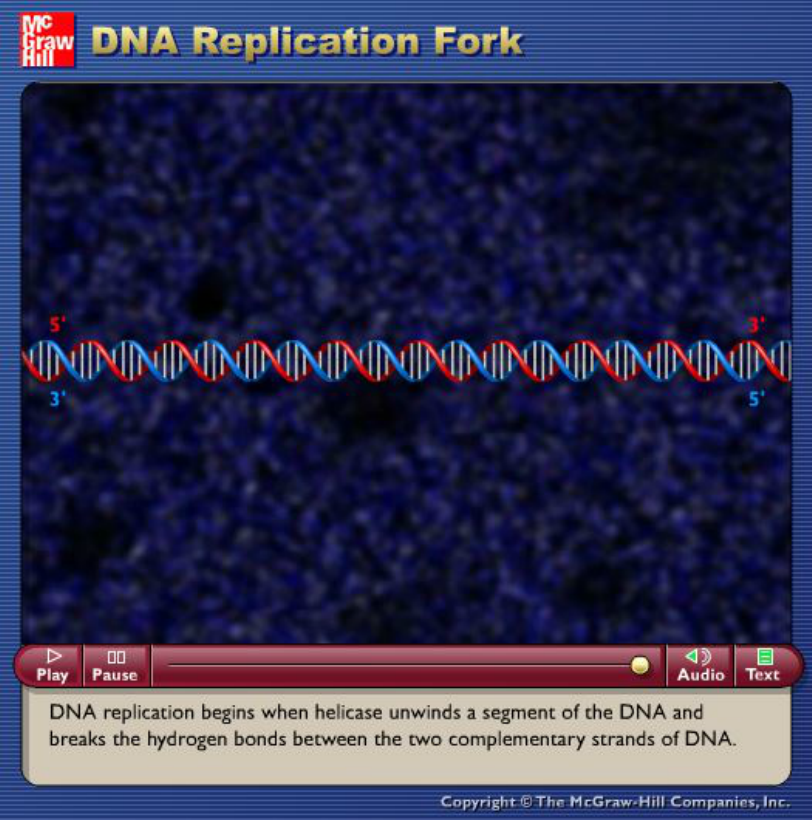 Mc
Graw
Hill
DNA Replication Fork
5' 3'
3' 5'
Play Pause Audio Text
DNA replication begins when helicase unwinds a segment of the DNA and
breaks the hydrogen bonds between the two complementary strands of DNA.
Copyright © The McGraw-Hill Companies, Inc.